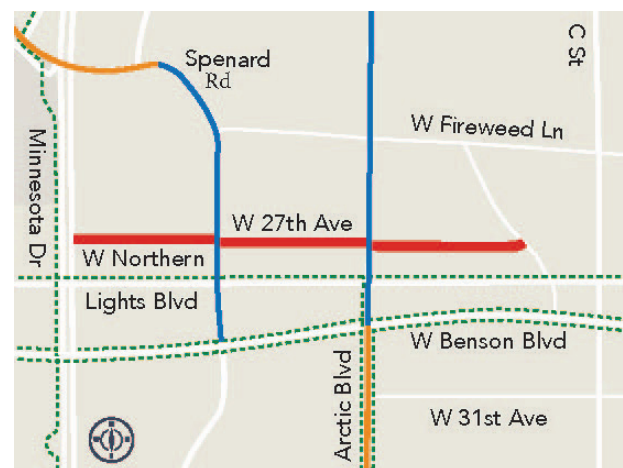 Spenard
Rd
C St
W Fireweed Ln
Minnesota Dr
W 27th Ave
W Northern
Lights Blvd
W Benson Blvd
Arctic Blvd
W 31st Ave